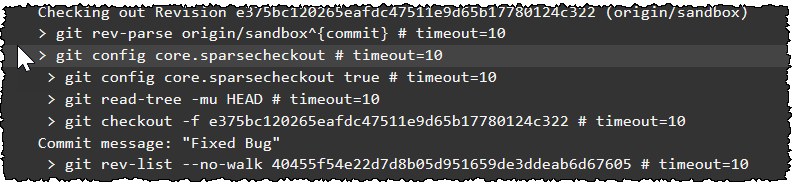 Checking out Revision e375bc120265eafdc47511e9d65b17780124c322 (origin/sandbox)
> git rev-parse origin/sandbox^{commit} # timeout=10
> git config core.sparsecheckout # timeout=10
> git config core.sparsecheckout true # timeout=10
> git read-tree -mu HEAD # timeout=10
> git checkout -f e375bc120265eafdc47511e9d65b17780124c322 # timeout=10
Commit message: "Fixed Bug"
> git rev-list --no-walk 40455f54e22d7d8b05d951659de3ddeab6d67605 # timeout=10